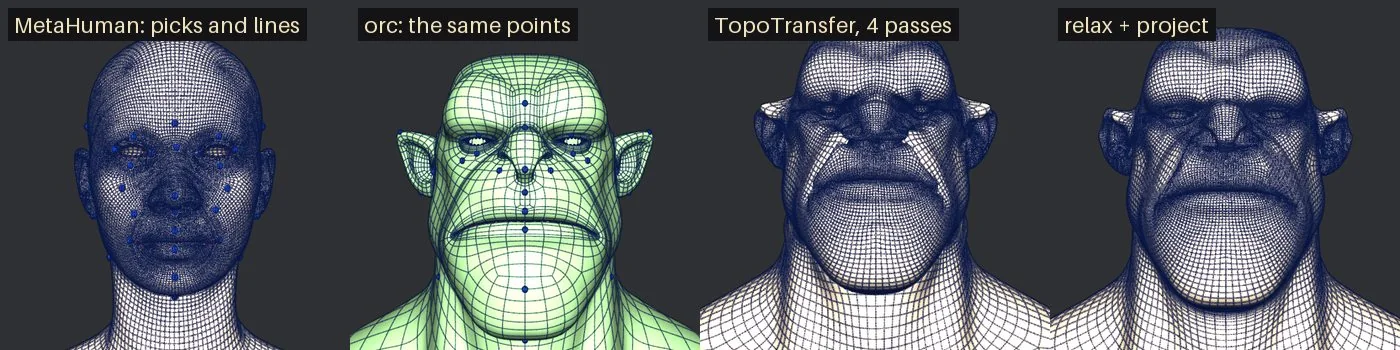 MetaHuman: picks and lines
orc: the same points
TopoTransfer, 4 passes
relax + project